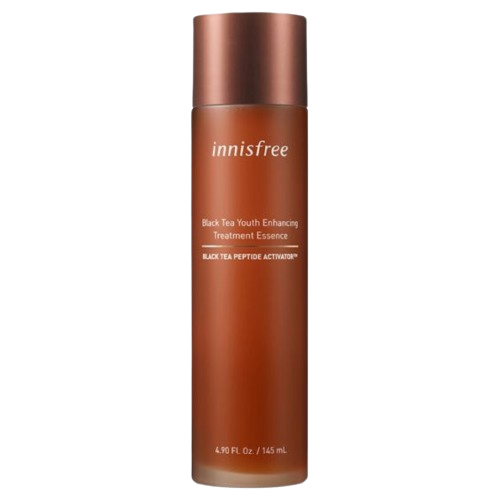 innisfree
Black Tea Youth Enhancing
Treatment Essence
BLACK TEA PEPTIDE ACTIVATOR™
4.90 Fl. Oz. / 145 mL